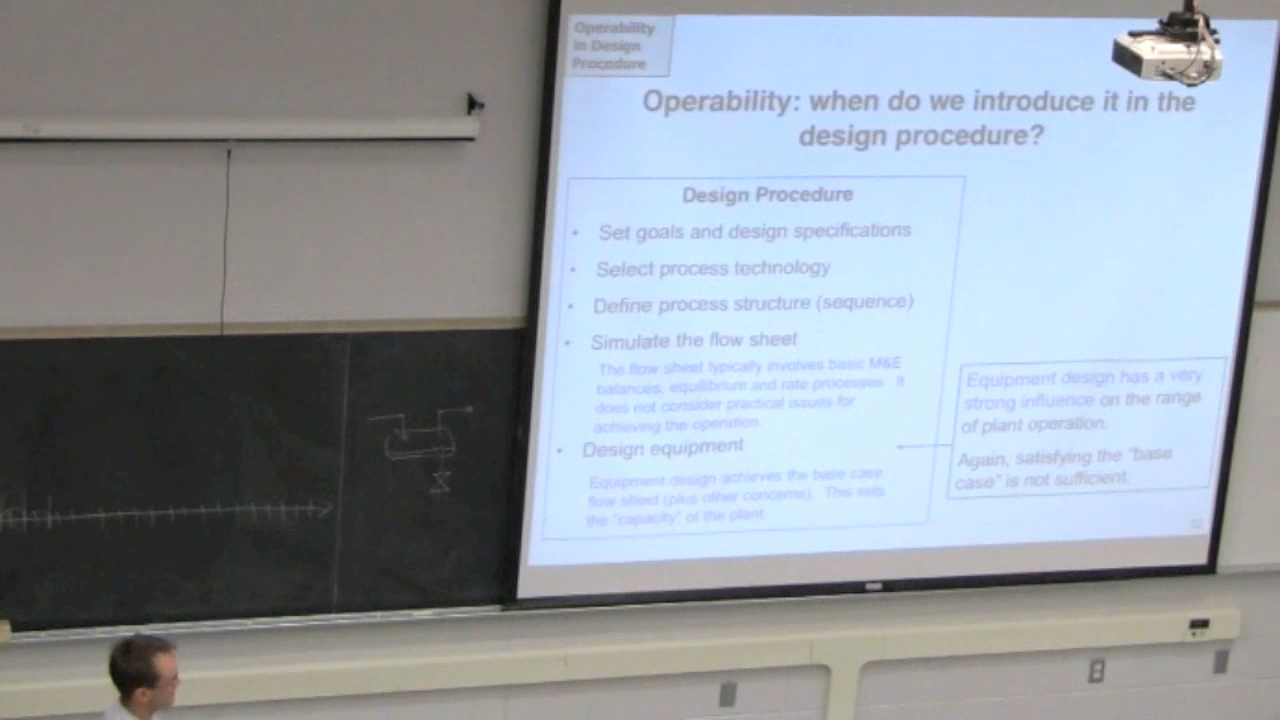 Operability
in Design
Procedure
Operability: when do we introduce it in the
design procedure?
Design Procedure
• Set goals and design specifications
• Select process technology
• Define process structure (sequence)
• Simulate the flow sheet
The flow sheet typically involves basic M&E
balances, equilibrium and rate processes. It
does not consider practical issues for
achieving the operation.
• Design equipment
Equipment design achieves the base case
flow sheet (plus other concerns). This sets
the "capacity" of the plant.
Equipment design has a very
strong influence on the range
of plant operation.
Again, satisfying the "base
case" is not sufficient.